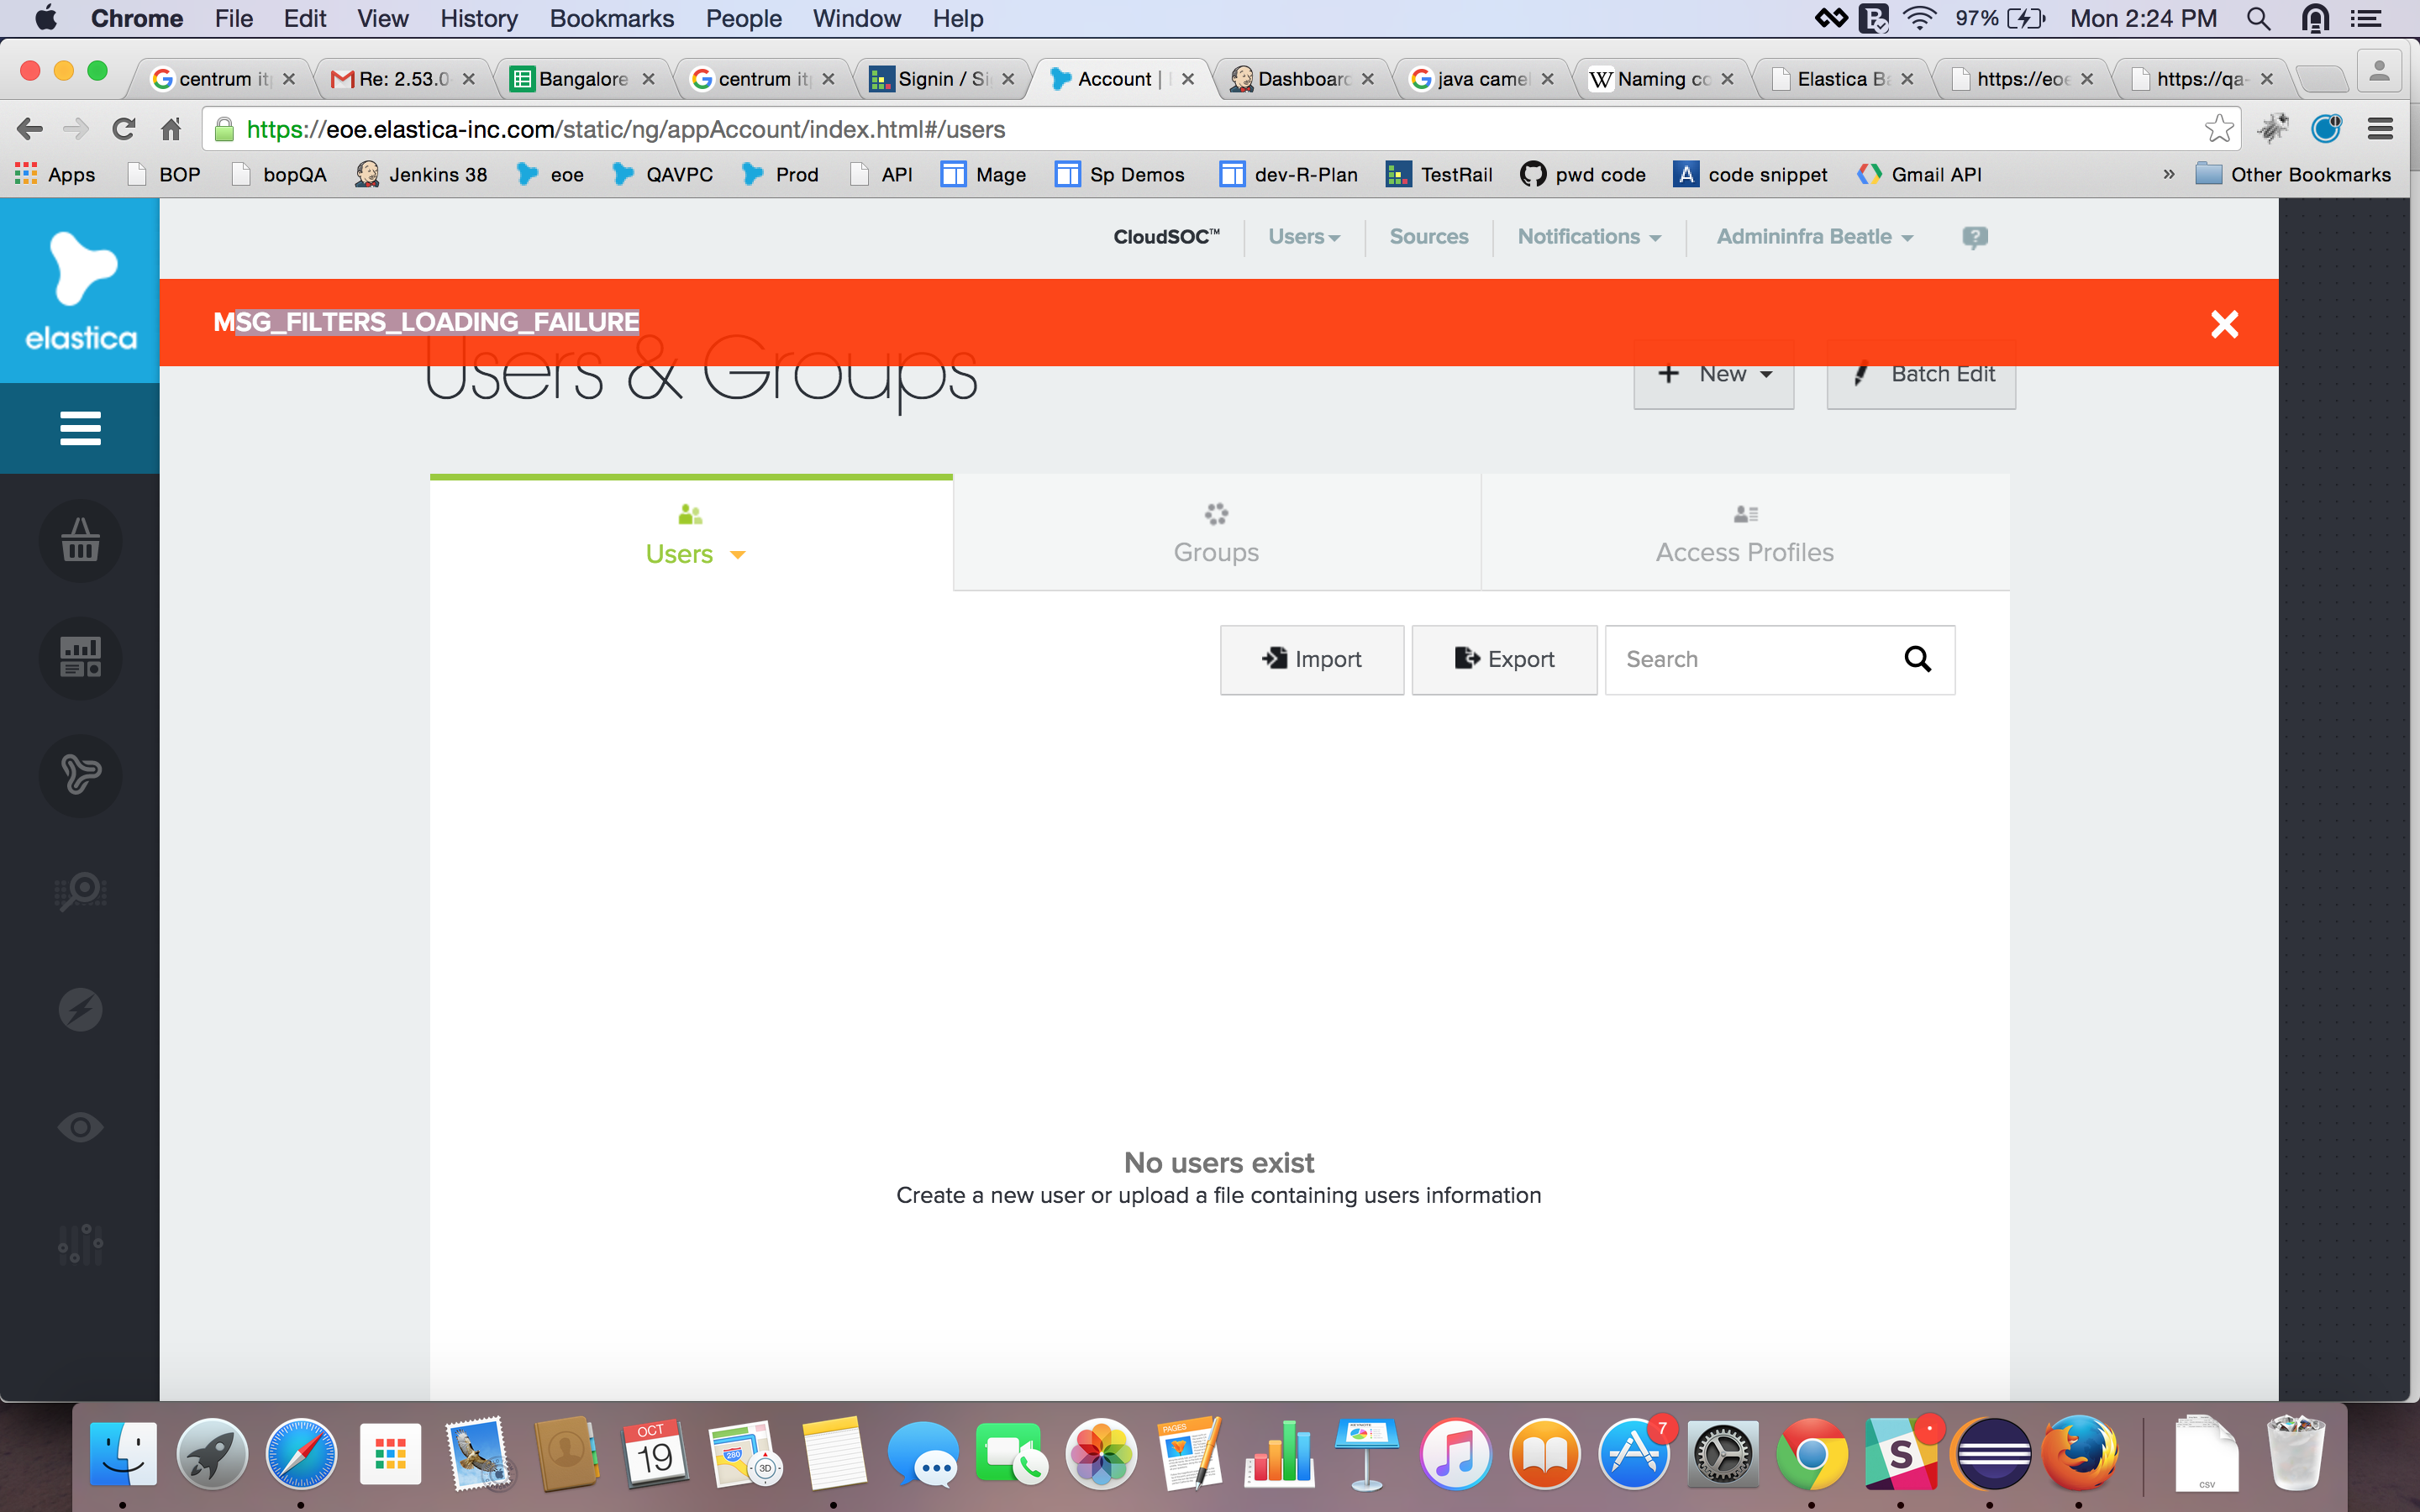 Chrome File Edit View History Bookmarks People Window Help 97% Mon 2:24 PM
centrum it Re: 2.53.0 Bangalore centrum it Signin / Si Account | Dashboard java camel Naming co Elastica Ba https://eoe https://qa-
https://eoe.elastica-inc.com/static/ng/appAccount/index.html#/users
Apps BOP bopQA Jenkins 38 eoe QAVPC Prod API Mage Sp Demos dev-R-Plan TestRail pwd code code snippet Gmail API » Other Bookmarks
elastica
CloudSOC™ Users Sources Notifications Admininfra Beatle
MSG_FILTERS_LOADING_FAILURE
Users & Groups
New Batch Edit
Users Groups Access Profiles
Import Export Search
No users exist
Create a new user or upload a file containing users information
OCT
19
280
3D
PAGES
7
S
CSV